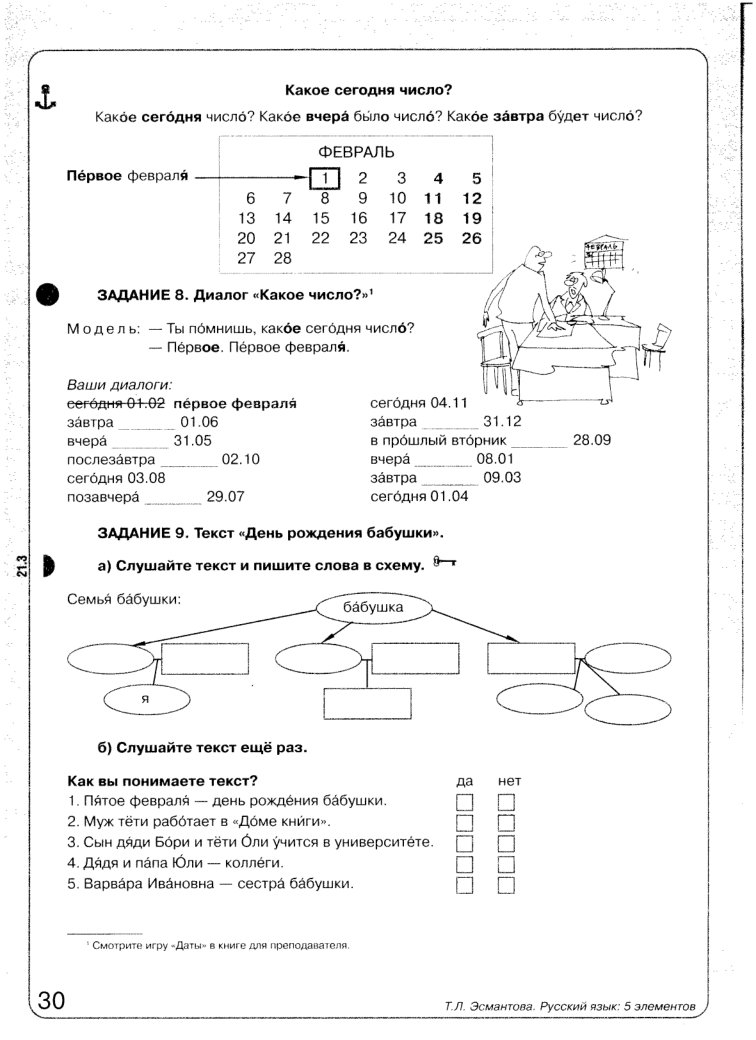 Какое сегодня число?
Како́е сего́дня число́? Како́е вчера́ бы́ло число́? Како́е за́втра бу́дет число́?
ФЕВРАЛЬ
Пе́рвое февраля́
1 2 3 4 5
6 7 8 9 10 11 12
13 14 15 16 17 18 19
20 21 22 23 24 25 26
27 28
ФЕВРАЛЬ
ЗАДАНИЕ 8. Диалог «Какое число?»¹
Модель: — Ты по́мнишь, како́е сего́дня число́?
— Пе́рвое. Пе́рвое февраля́.
Ваши диалоги:
сего́дня 01.02 пе́рвое февраля́
за́втра _______ 01.06
вчера́ _______ 31.05
послеза́втра _______ 02.10
сего́дня 03.08
позавчера́ _______ 29.07
сего́дня 04.11
за́втра _______ 31.12
в про́шлый вто́рник _______ 28.09
вчера́ _______ 08.01
за́втра _______ 09.03
сего́дня 01.04
ЗАДАНИЕ 9. Текст «День рождения бабушки».
21.3
а) Слушайте текст и пишите слова в схему.
Семья́ ба́бушки:
ба́бушка
я
б) Слушайте текст ещё раз.
Как вы понимаете текст? да нет
1. Пя́тое февраля́ — день рожде́ния ба́бушки.
2. Муж тёти рабо́тает в «До́ме кни́ги».
3. Сын дя́ди Бо́ри и тёти О́ли у́чится в университе́те.
4. Дя́дя и па́па Ю́ли — колле́ги.
5. Варва́ра Ива́новна — сестра́ ба́бушки.
¹ Смотрите игру «Даты» в книге для преподавателя.
30
Т.Л. Эсмантова. Русский язык: 5 элементов